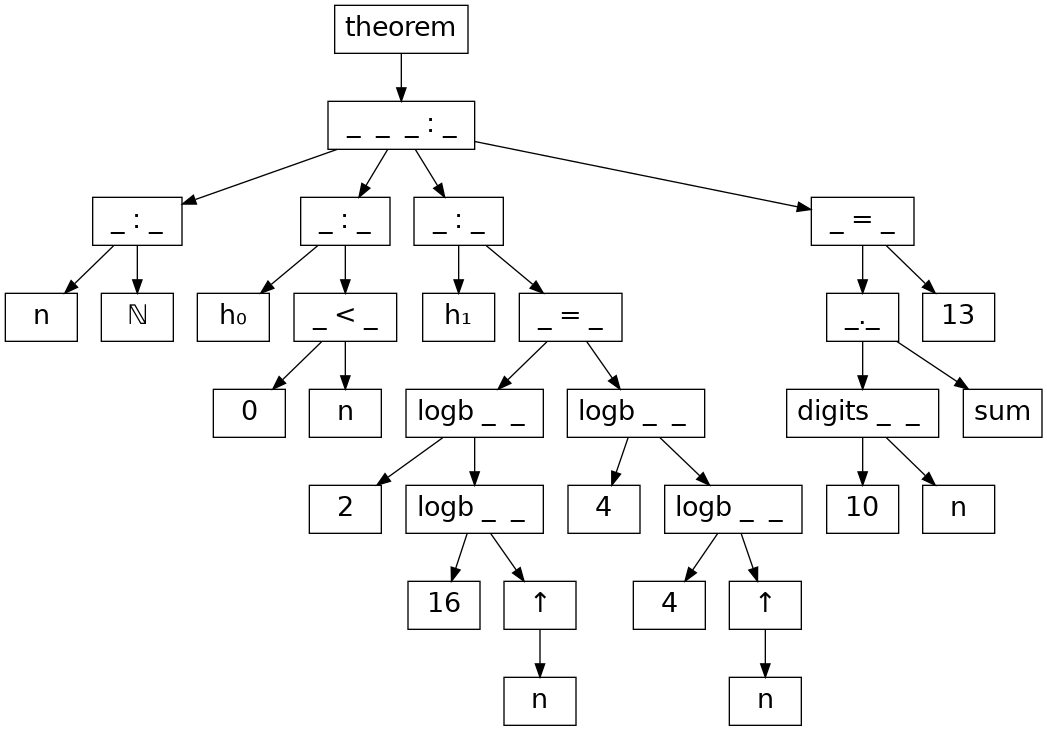 theorem
_ _ _ : _
_ : _ _ : _ _ : _ _ = _
n ℕ h₀ _ < _ h₁ _ = _ _._ 13
0 n logb _ _ logb _ _ digits _ _ sum
2 logb _ _ 4 logb _ _ 10 n
16 ↑ 4 ↑
n n